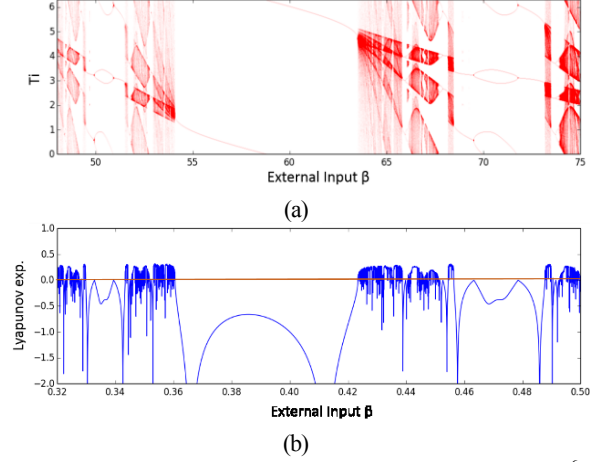 6
5
4
3
2
1
0
Ti
50 55 60 65 70 75
External Input β
(a)
1.0
0.5
0.0
−0.5
−1.0
−1.5
−2.0
Lyapunov exp.
0.32 0.34 0.36 0.38 0.40 0.42 0.44 0.46 0.48 0.50
External Input β
(b)